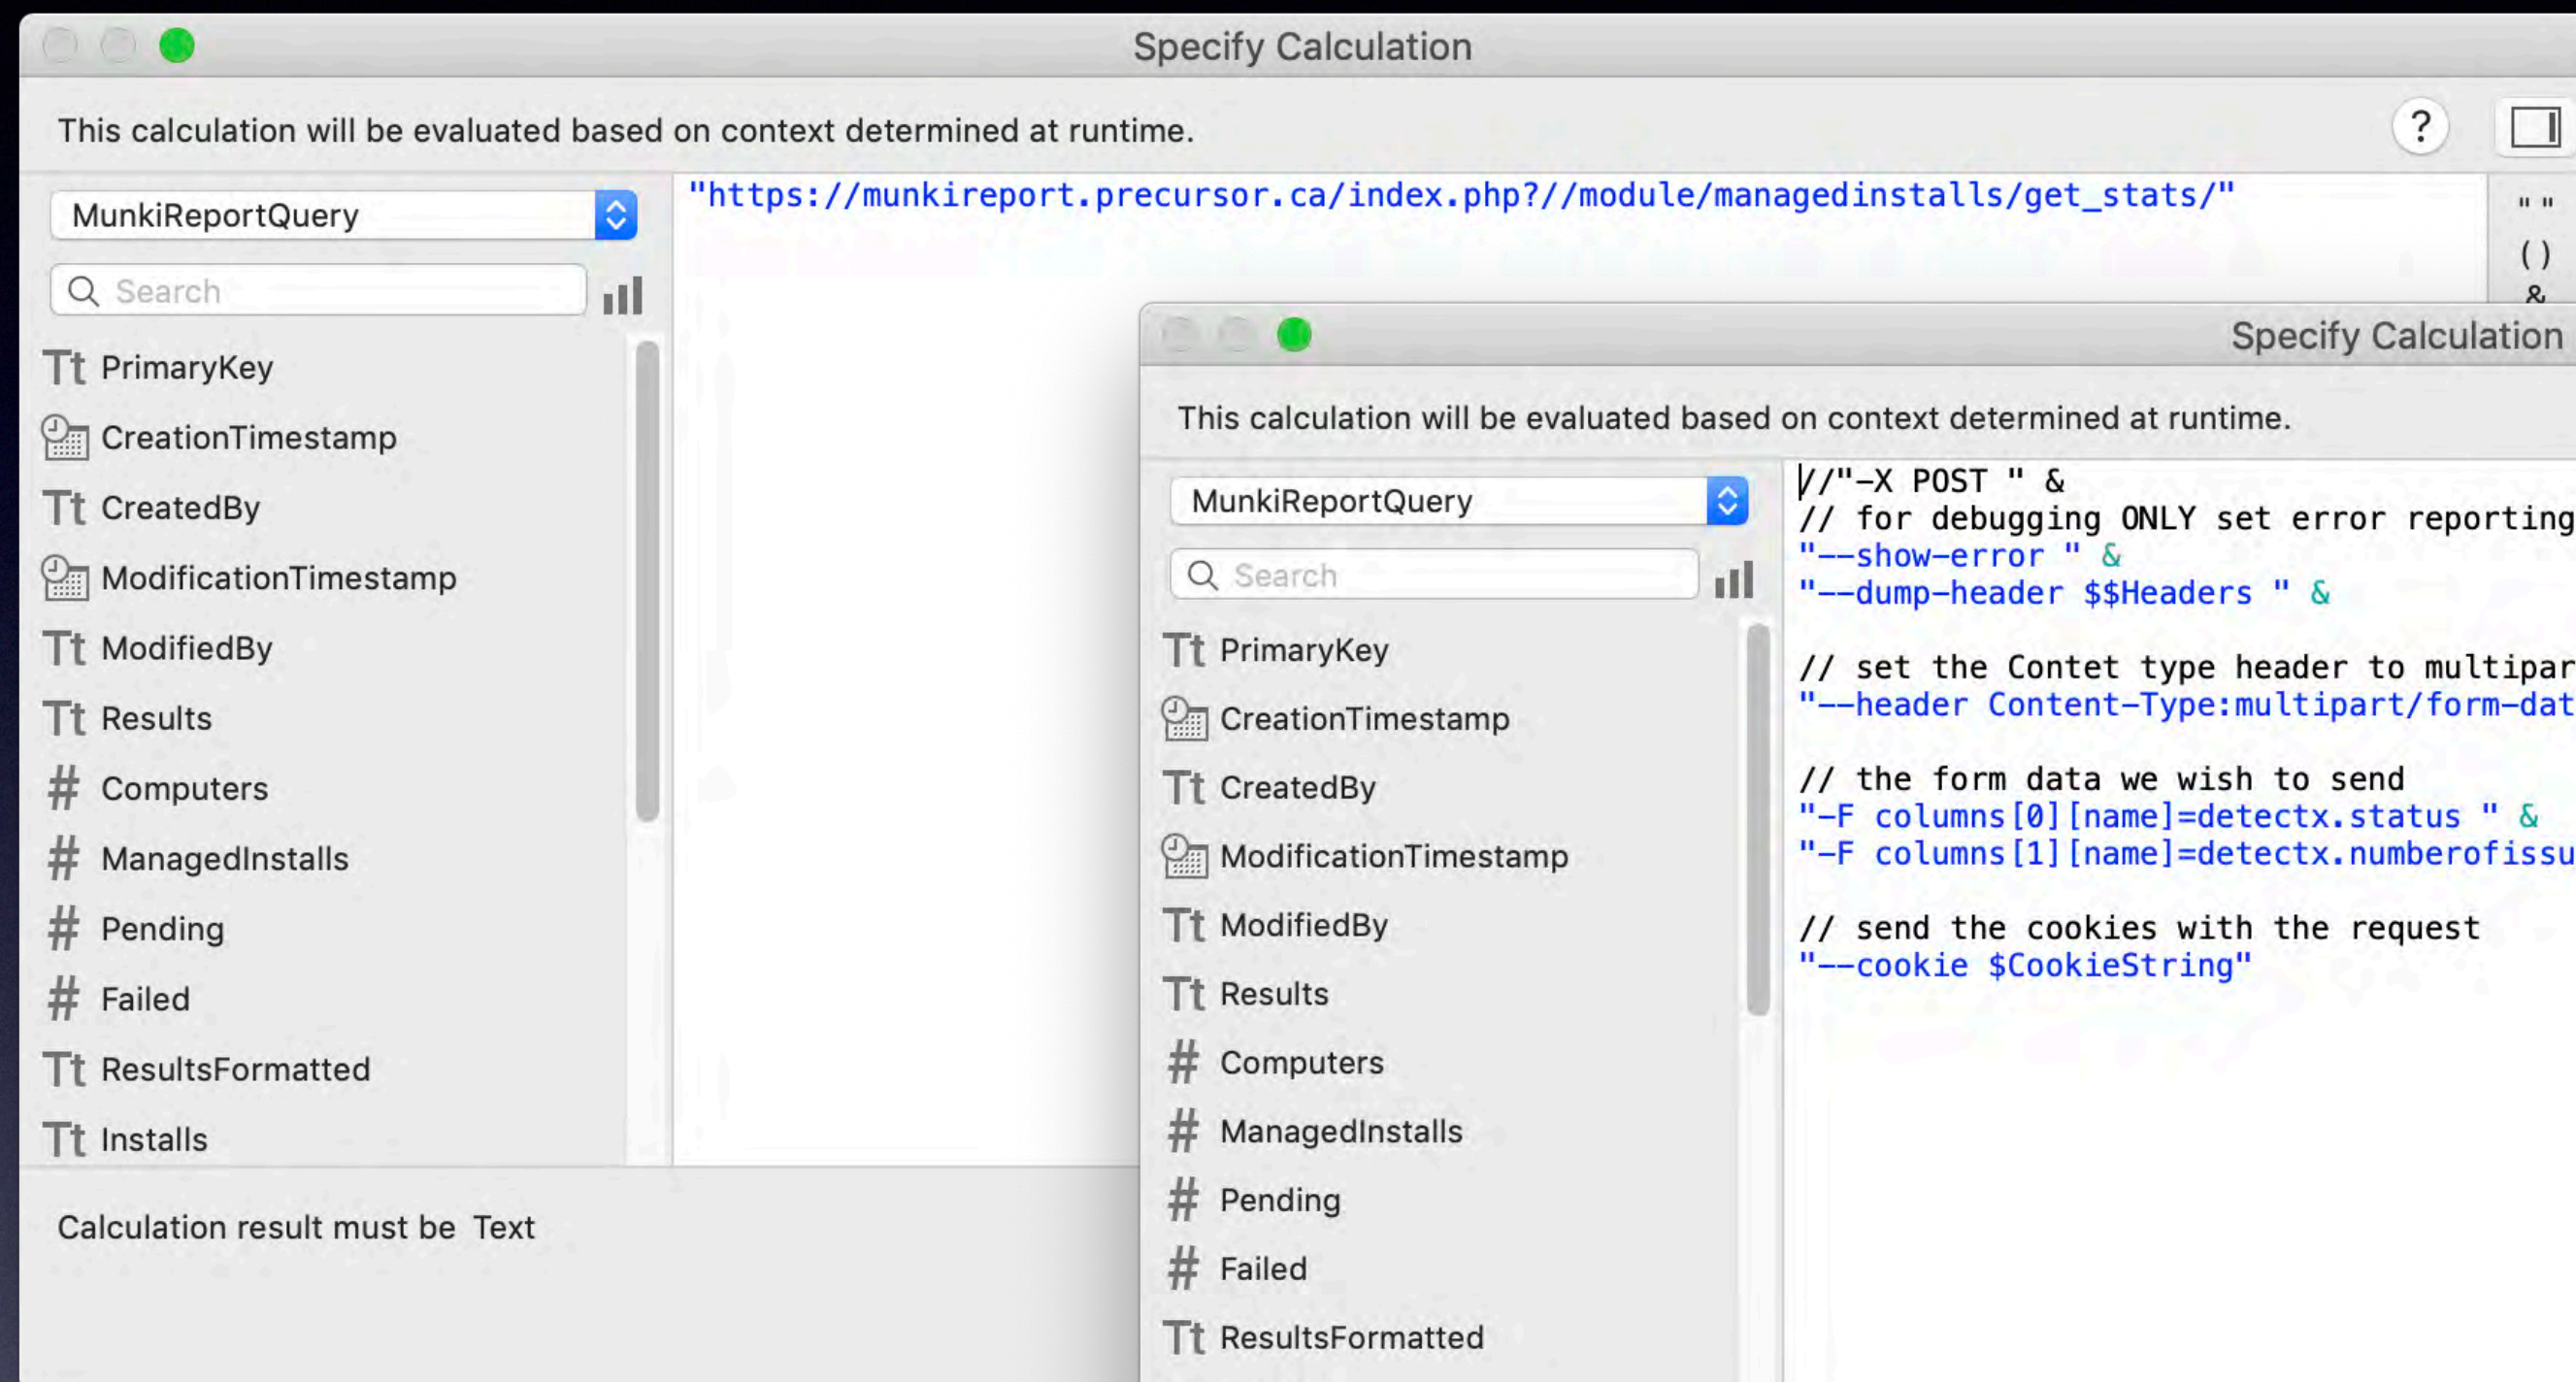 Specify Calculation
This calculation will be evaluated based on context determined at runtime.
?
MunkiReportQuery
"https://munkireport.precursor.ca/index.php?//module/managedinstalls/get_stats/"
" "
Search
( )
&
PrimaryKey
CreationTimestamp
CreatedBy
ModificationTimestamp
ModifiedBy
Results
# Computers
# ManagedInstalls
# Pending
# Failed
ResultsFormatted
Installs
Calculation result must be Text
Specify Calculation
This calculation will be evaluated based on context determined at runtime.
MunkiReportQuery
Search
PrimaryKey
CreationTimestamp
CreatedBy
ModificationTimestamp
ModifiedBy
Results
# Computers
# ManagedInstalls
# Pending
# Failed
ResultsFormatted
//"-X POST " &
// for debugging ONLY set error reporting
"--show-error " &
"--dump-header $$Headers " &
// set the Contet type header to multipar
"--header Content-Type:multipart/form-dat
// the form data we wish to send
"-F columns[0][name]=detectx.status " &
"-F columns[1][name]=detectx.numberofissu
// send the cookies with the request
"--cookie $CookieString"